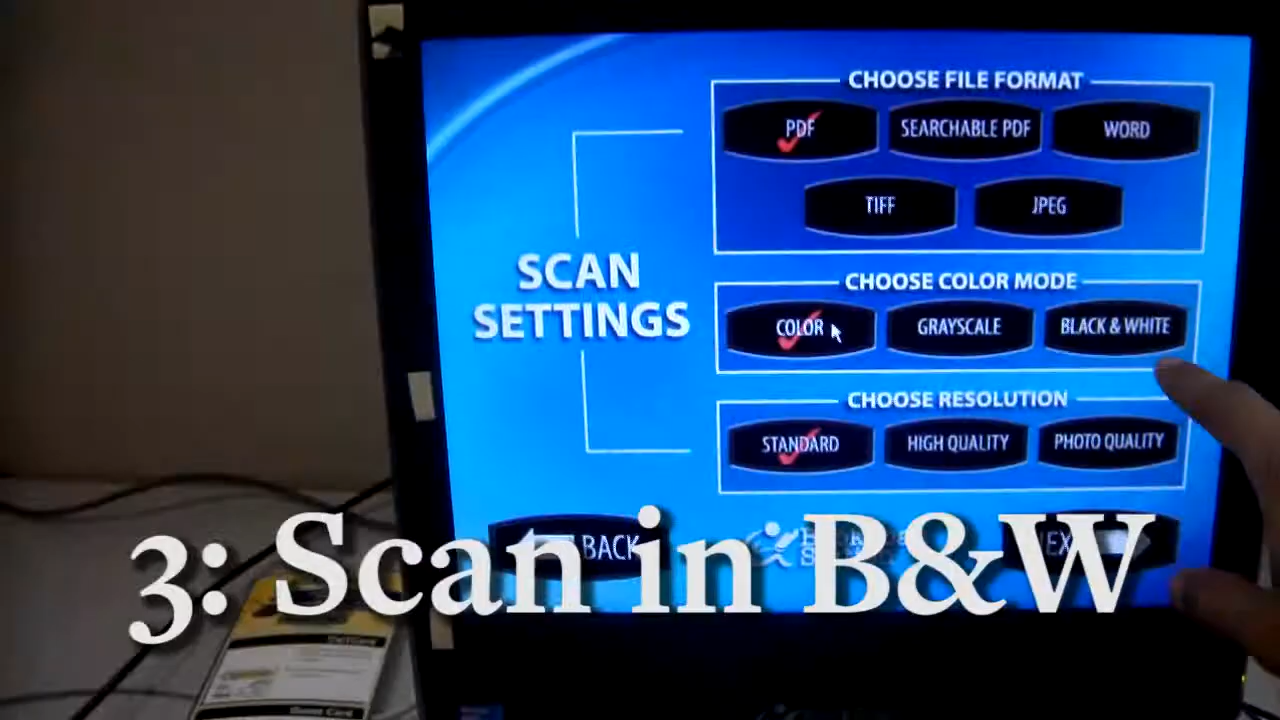 CHOOSE FILE FORMAT
PDF SEARCHABLE PDF WORD
TIFF JPEG
SCAN
SETTINGS
CHOOSE COLOR MODE
COLOR GRAYSCALE BLACK & WHITE
CHOOSE RESOLUTION
STANDARD HIGH QUALITY PHOTO QUALITY
BACK
3: Scan in B&W